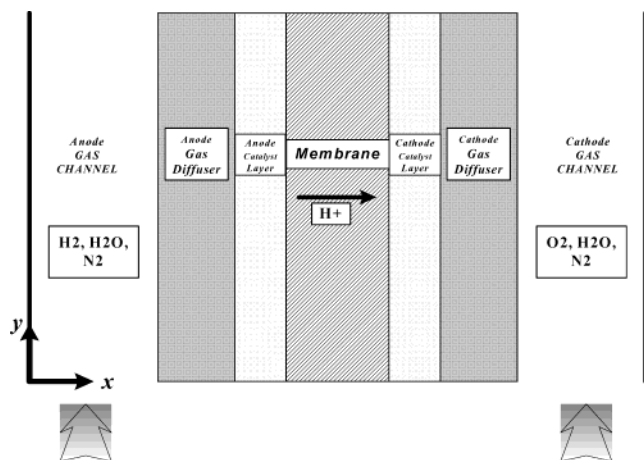 Anode
GAS
CHANNEL
Anode
Gas
Diffuser
Anode
Catalyst
Layer
Membrane
Cathode
Catalyst
Layer
Cathode
Gas
Diffuser
Cathode
GAS
CHANNEL
H+
H2, H2O,
N2
O2, H2O,
N2
y
x